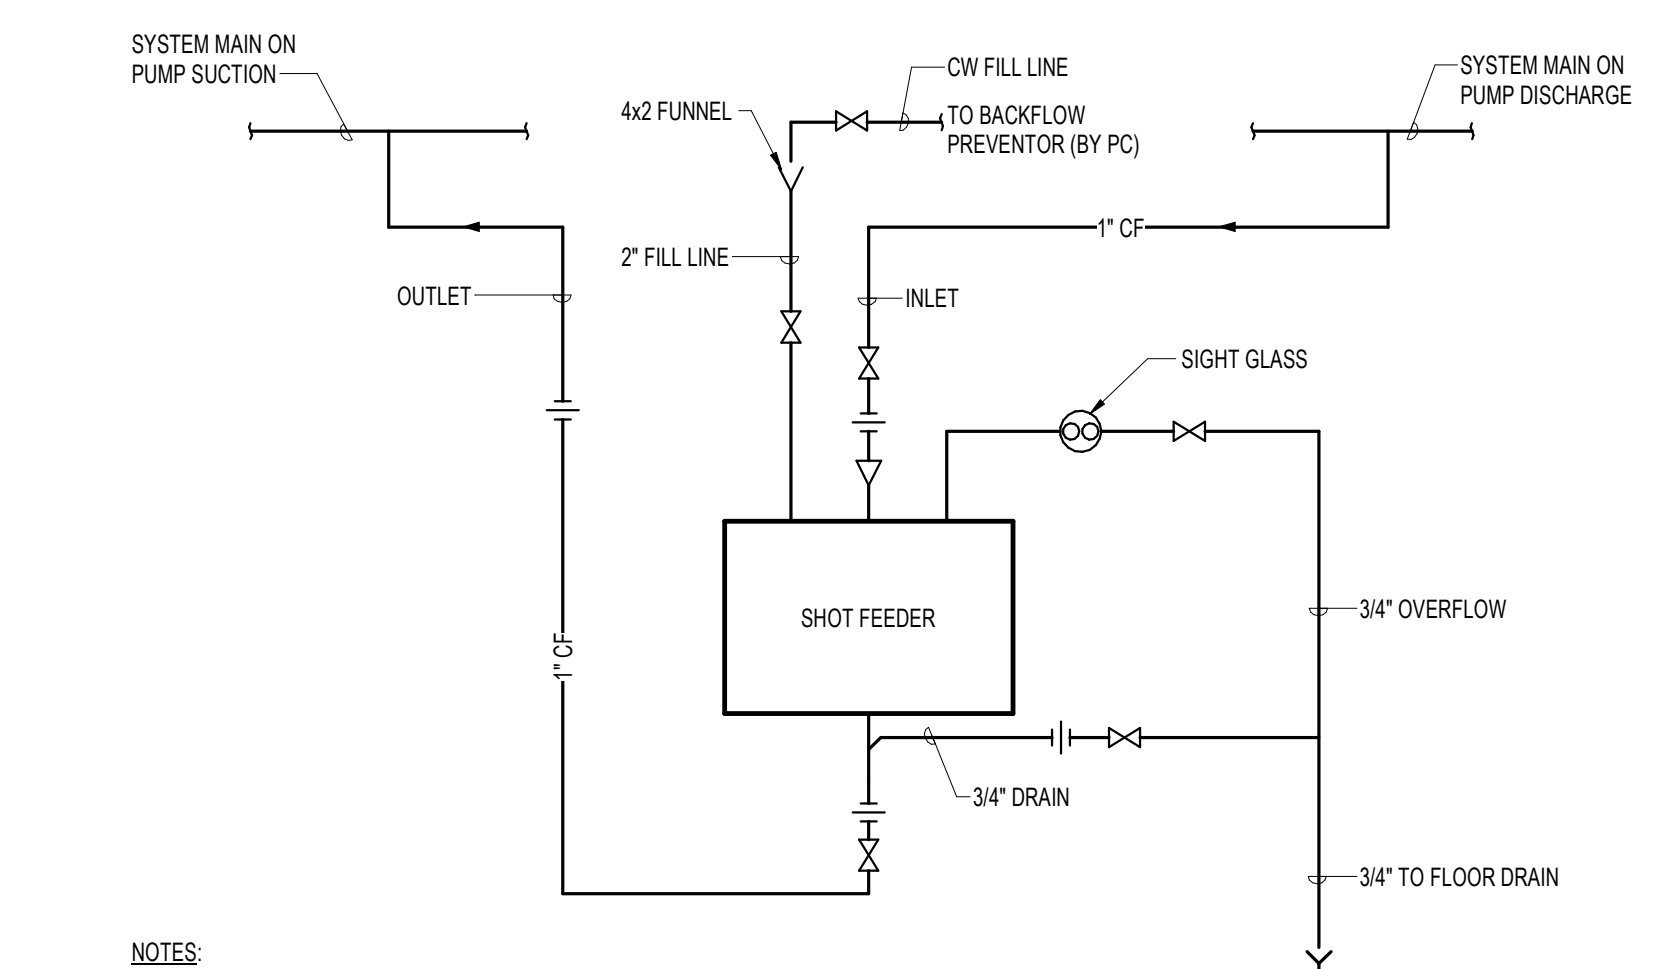 SYSTEM MAIN ON
PUMP SUCTION
4x2 FUNNEL
CW FILL LINE
TO BACKFLOW
PREVENTOR (BY PC)
SYSTEM MAIN ON
PUMP DISCHARGE
1" CF
2" FILL LINE
OUTLET
INLET
SIGHT GLASS
SHOT FEEDER
3/4" OVERFLOW
1" CF
3/4" DRAIN
3/4" TO FLOOR DRAIN
NOTES: